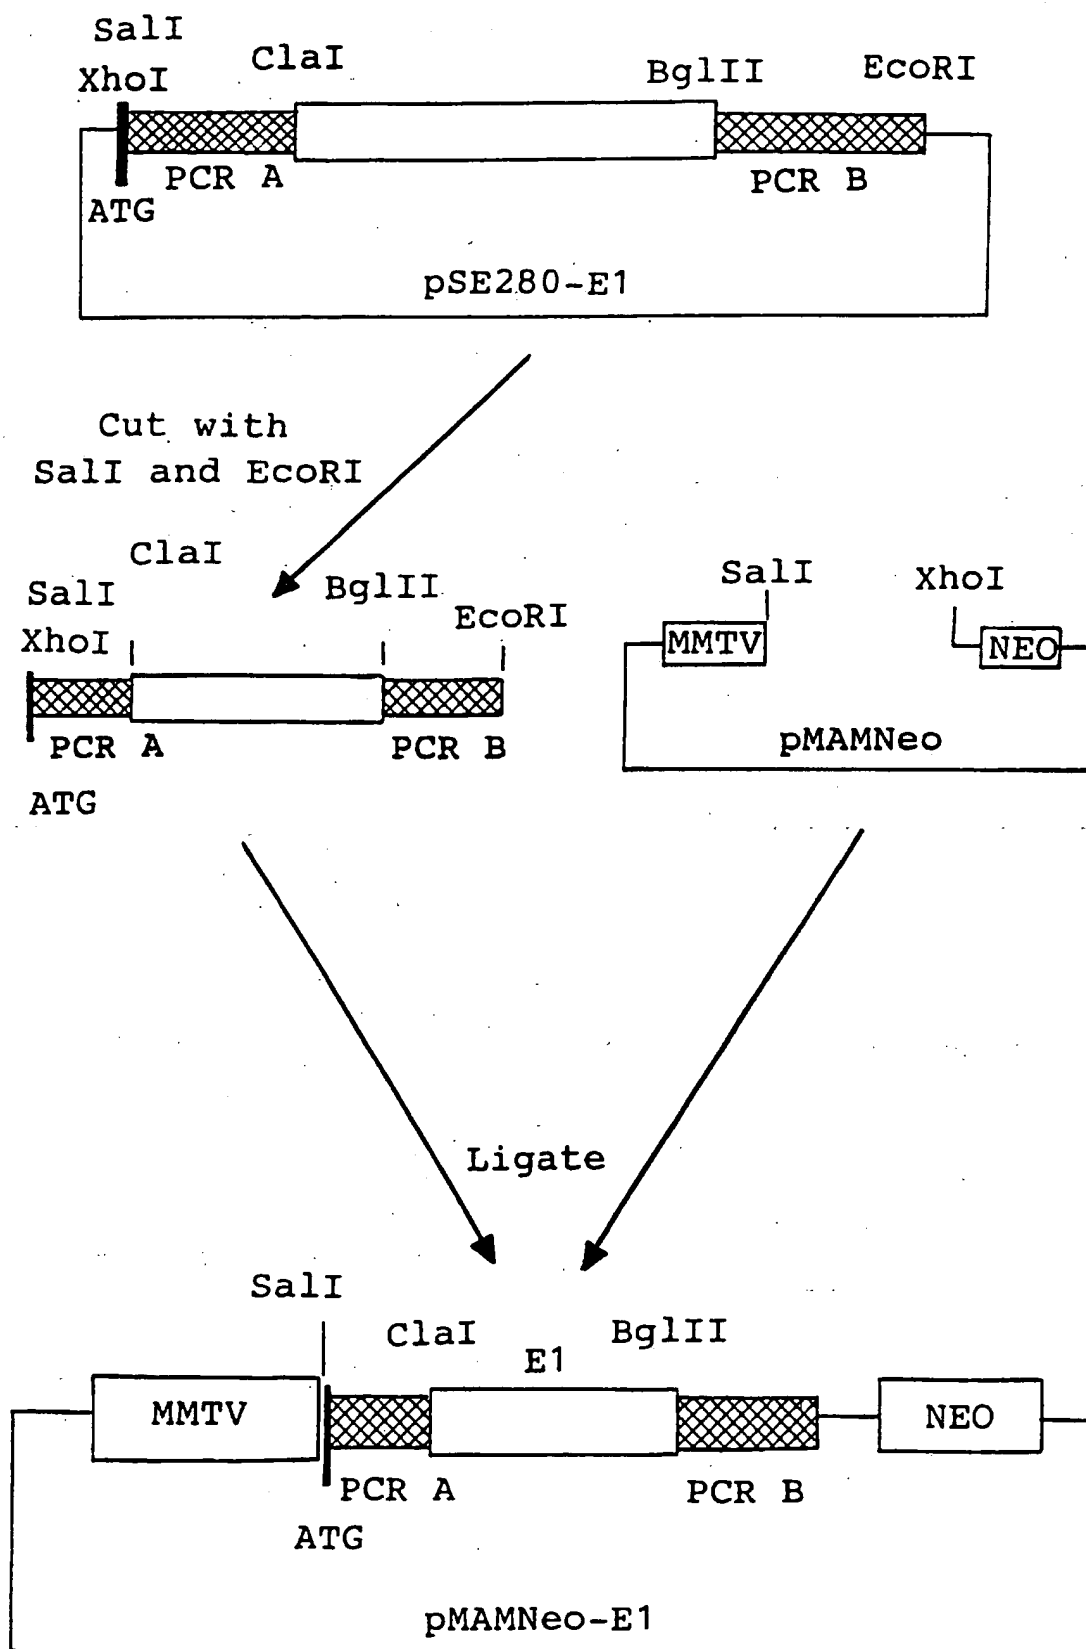 SalI
XhoI
ClaI
BglII
EcoRI
PCR A
PCR B
ATG
pSE280-E1
Cut with
SalI and EcoRI
ClaI
SalI
XhoI
BglII
EcoRI
PCR A
PCR B
ATG
SalI
XhoI
MMTV
NEO
pMAMNeo
Ligate
SalI
ClaI
E1
BglII
MMTV
NEO
PCR A
PCR B
ATG
pMAMNeo-E1